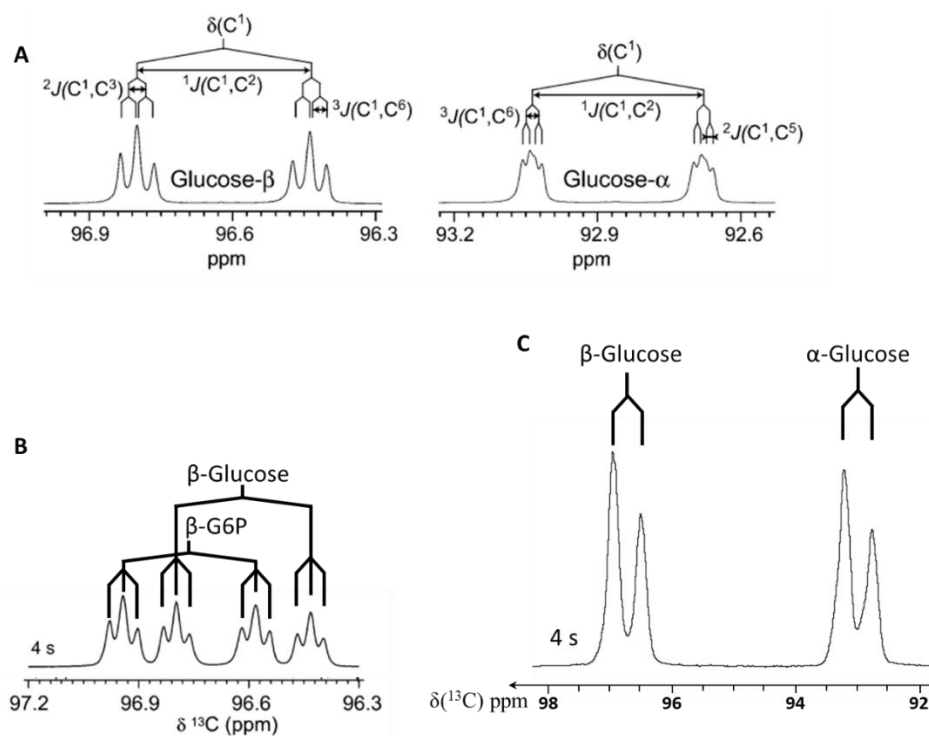 A
δ(C¹)
²J(C¹,C³)
¹J(C¹,C²)
³J(C¹,C⁶)
Glucose-β
96.9 96.6 96.3
ppm
δ(C¹)
³J(C¹,C⁶)
¹J(C¹,C²)
²J(C¹,C⁵)
Glucose-α
93.2 92.9 92.6
ppm
B
β-Glucose
β-G6P
4 s
97.2 96.9 96.6 96.3
δ ¹³C (ppm)
C
β-Glucose α-Glucose
4 s
δ(¹³C) ppm 98 96 94 92